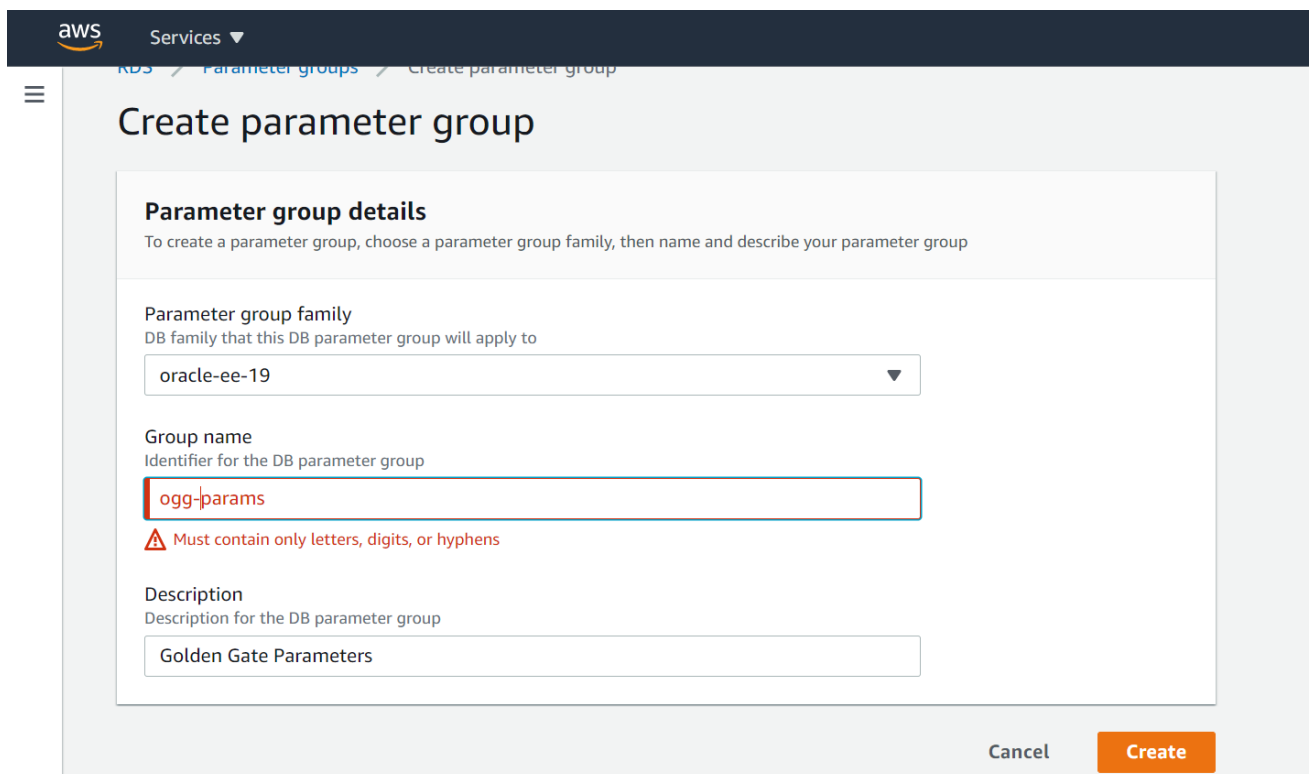 aws
Services ▼
RDS / Parameter groups / Create parameter group
Create parameter group
Parameter group details
To create a parameter group, choose a parameter group family, then name and describe your parameter group
Parameter group family
DB family that this DB parameter group will apply to
oracle-ee-19
Group name
Identifier for the DB parameter group
ogg-params
Must contain only letters, digits, or hyphens
Description
Description for the DB parameter group
Golden Gate Parameters
Cancel
Create